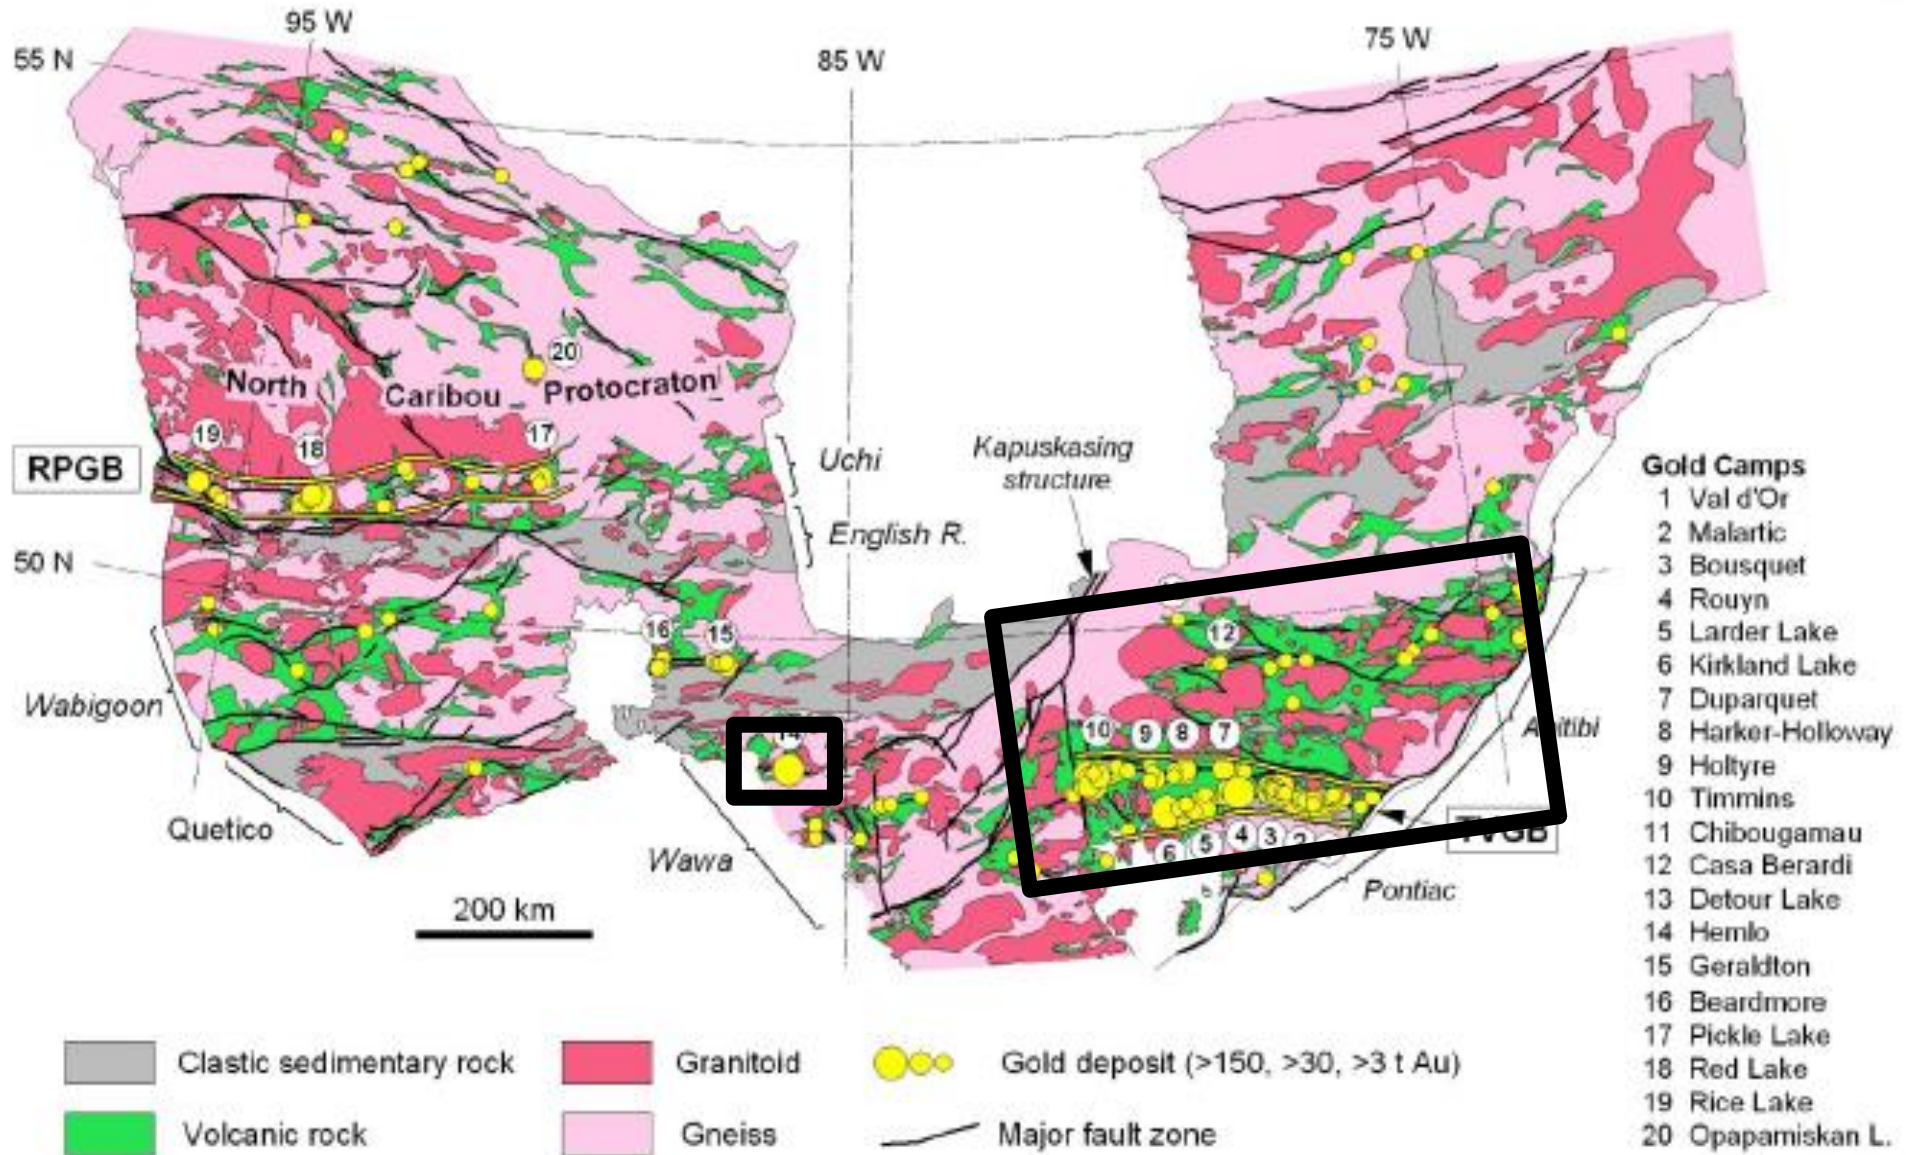 95 W
75 W
55 N
85 W
20
North Caribou Protocraton
19
18
17
RPGB
Uchi
Kapuskasing
structure
English R.
50 N
16
15
12
Wabigoon
10 9 8 7
Quetico
Wawa
6 5 4 3
Pontiac
200 km
Gold Camps
1 Val d'Or
2 Malartic
3 Bousquet
4 Rouyn
5 Larder Lake
6 Kirkland Lake
7 Duparquet
8 Harker-Holloway
9 Holtyre
10 Timmins
11 Chibougamau
12 Casa Berardi
13 Detour Lake
14 Hemlo
15 Geraldton
16 Beardmore
17 Pickle Lake
18 Red Lake
19 Rice Lake
20 Opapamiskan L.
Clastic sedimentary rock
Granitoid
Gold deposit (>150, >30, >3 t Au)
Volcanic rock
Gneiss
Major fault zone